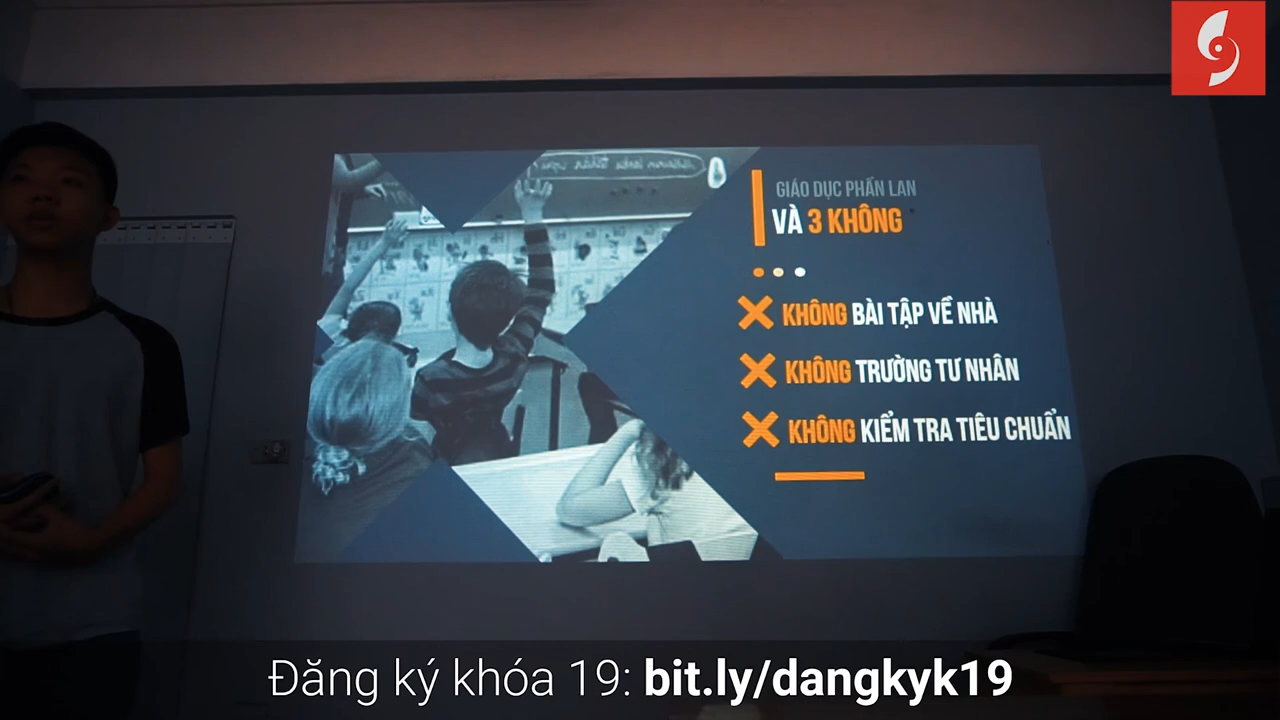 GIÁO DỤC PHẦN LAN
VÀ 3 KHÔNG
KHÔNG BÀI TẬP VỀ NHÀ
KHÔNG TRƯỜNG TƯ NHÂN
KHÔNG KIỂM TRA TIÊU CHUẨN
Đăng ký khóa 19: bit.ly/dangkyk19